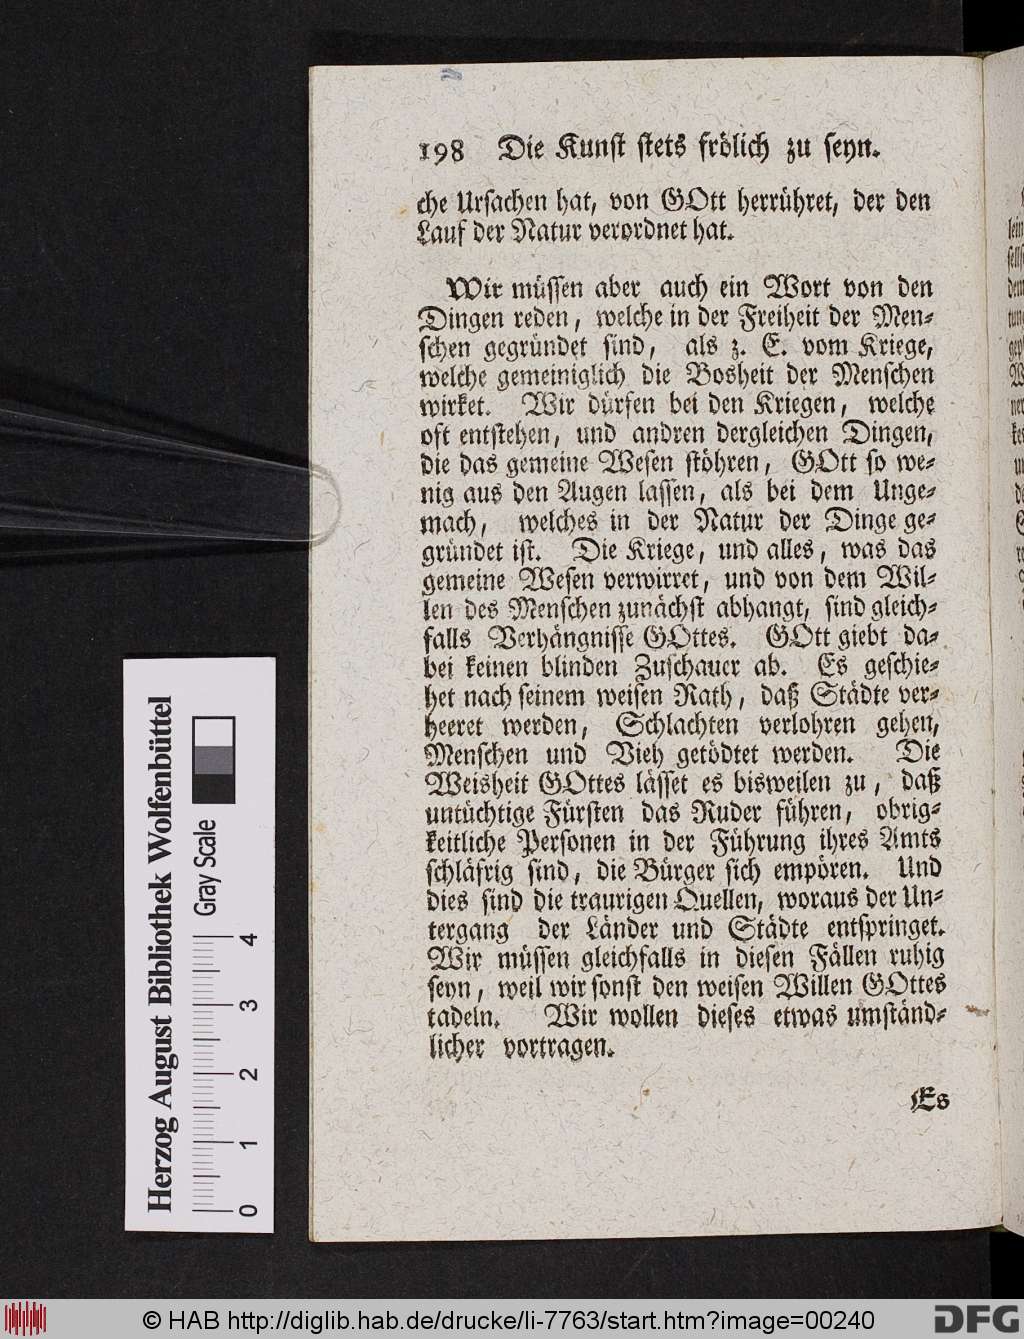 198 Die Kunst stets frölich zu seyn.
che Ursachen hat, von GOtt herrühret, der den
Lauf der Natur verordnet hat.
Wir müssen aber auch ein Wort von den
Dingen reden, welche in der Freiheit der Men-
schen gegründet sind, als z. E. vom Kriege,
welche gemeiniglich die Bosheit der Menschen
wirket. Wir dürfen bei den Kriegen, welche
oft entstehen, und andren dergleichen Dingen,
die das gemeine Wesen stöhren, GOtt so we-
nig aus den Augen lassen, als bei dem Unge-
mach, welches in der Natur der Dinge ge-
gründet ist. Die Kriege, und alles, was das
gemeine Wesen verwirret, und von dem Wil-
len des Menschen zunächst abhangt, sind gleich-
falls Verhängnisse GOttes. GOtt giebt da-
bei keinen blinden Zuschauer ab. Es geschie-
het nach seinem weisen Rath, daß Städte ver-
heeret werden, Schlachten verlohren gehen,
Menschen und Vieh getödtet werden. Die
Weisheit GOttes lässet es bisweilen zu, daß
untüchtige Fürsten das Ruder führen, obrig-
keitliche Personen in der Führung ihres Amts
schläfrig sind, die Bürger sich empören. Und
dies sind die traurigen Quellen, woraus der Un-
tergang der Länder und Städte entspringet.
Wir müssen gleichfalls in diesen Fällen ruhig
seyn, weil wir sonst den weisen Willen GOttes
tadeln. Wir wollen dieses etwas umständ-
licher vortragen.
Es
Herzog August Bibliothek Wolfenbüttel
Gray Scale
0 1 2 3 4
© HAB http://diglib.hab.de/drucke/li-7763/start.htm?image=00240
DFG